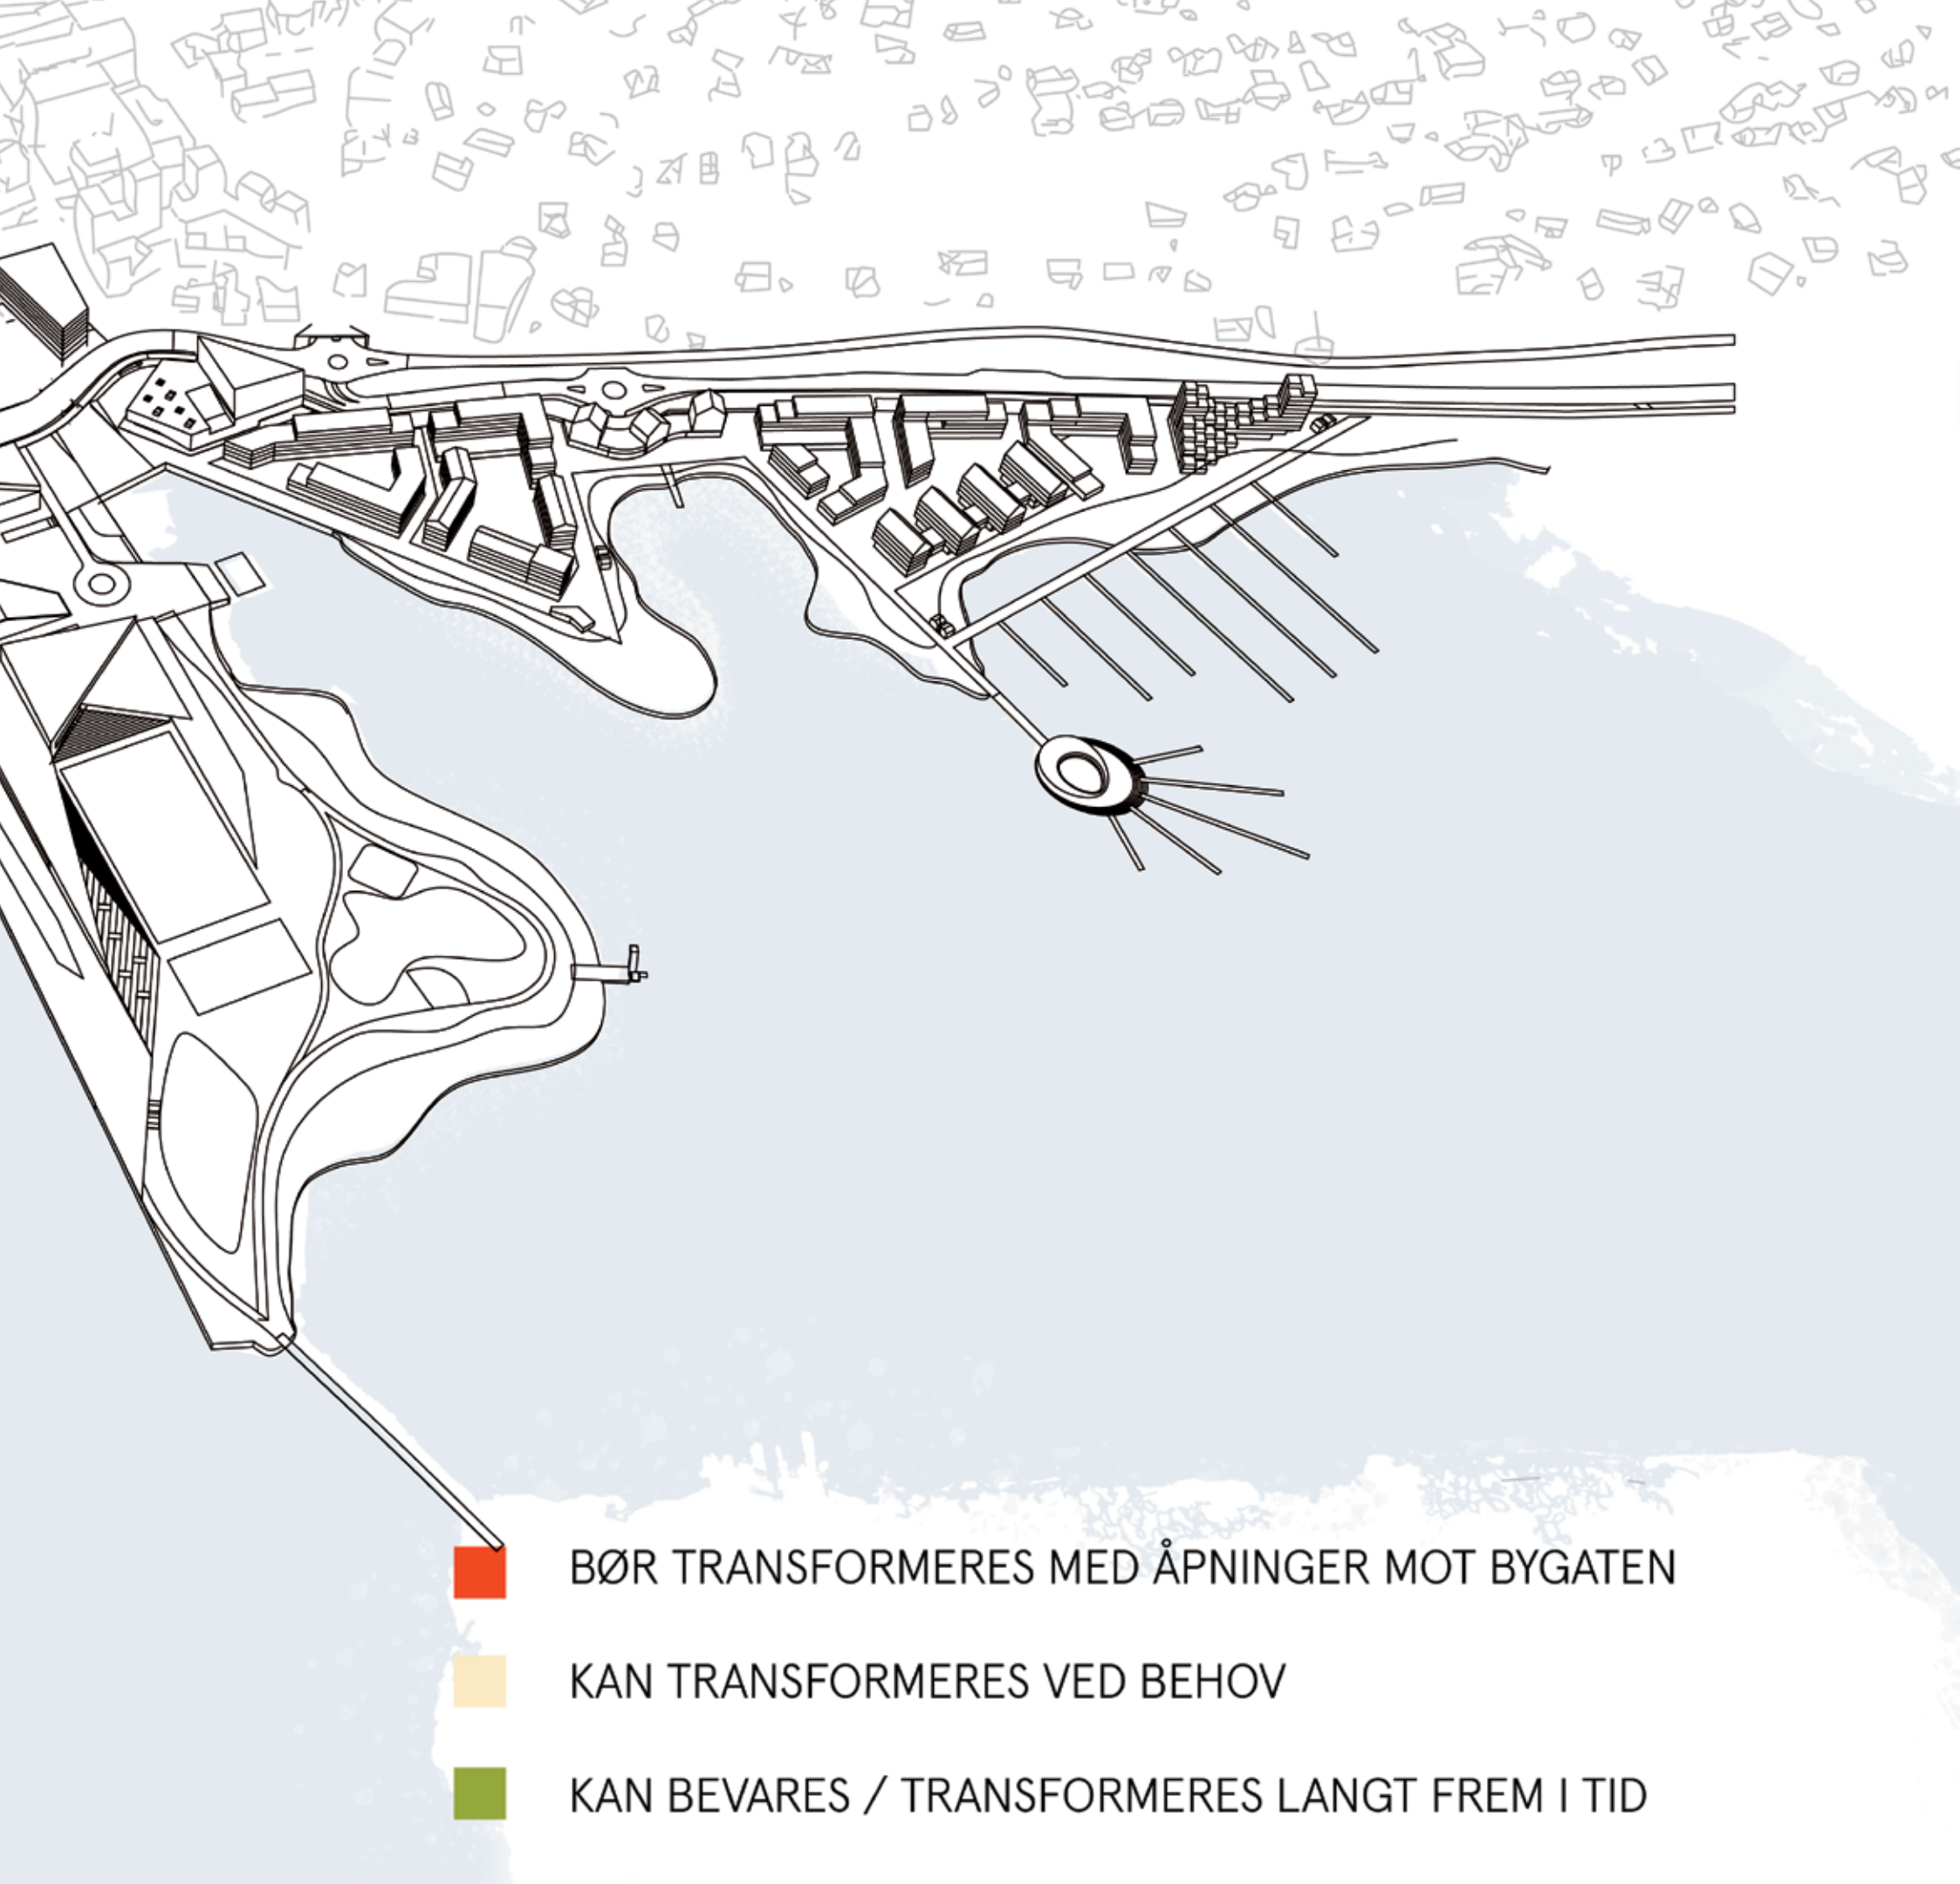 BØR TRANSFORMERES MED ÅPNINGER MOT BYGATEN
KAN TRANSFORMERES VED BEHOV
KAN BEVARES / TRANSFORMERES LANGT FREM I TID